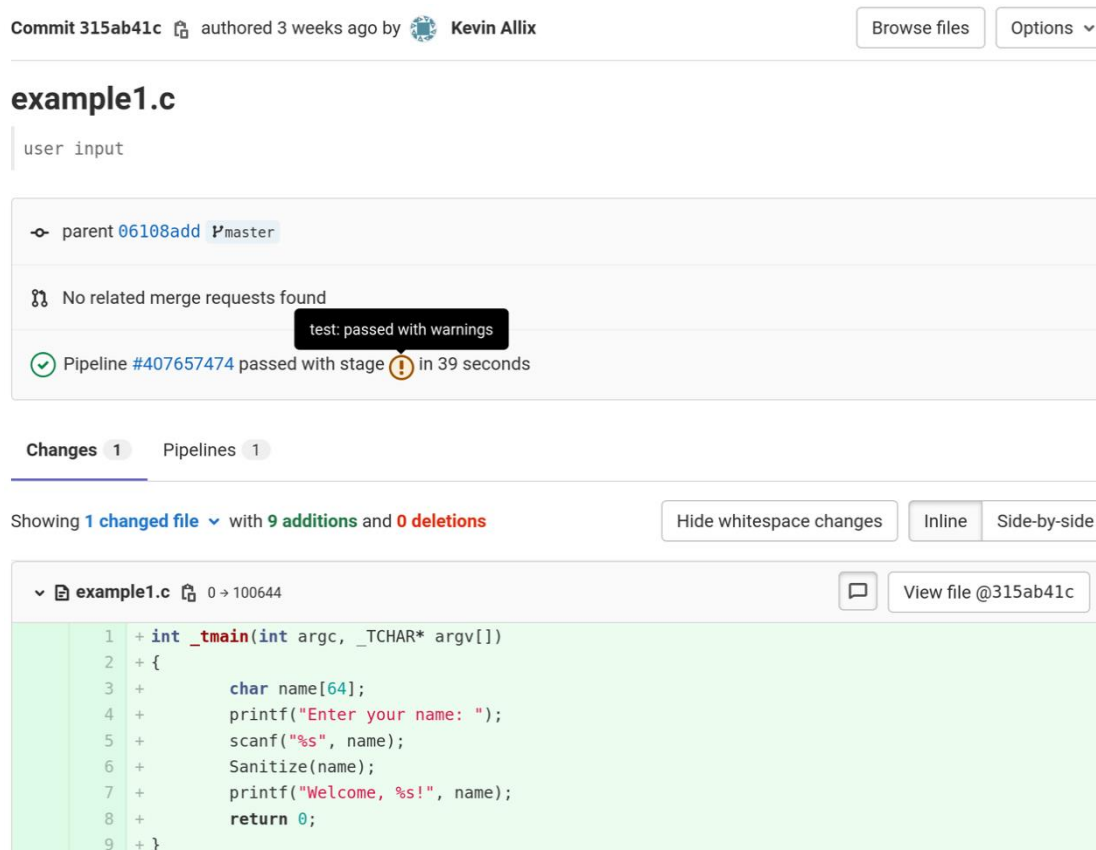 Commit 315ab41c authored 3 weeks ago by Kevin Allix Browse files Options
example1.c
user input
parent 06108add master
No related merge requests found
test: passed with warnings
Pipeline #407657474 passed with stage in 39 seconds
Changes 1 Pipelines 1
Showing 1 changed file with 9 additions and 0 deletions Hide whitespace changes Inline Side-by-side
example1.c 0 → 100644 View file @315ab41c
1 + int _tmain(int argc, _TCHAR* argv[])
2 + {
3 + char name[64];
4 + printf("Enter your name: ");
5 + scanf("%s", name);
6 + Sanitize(name);
7 + printf("Welcome, %s!", name);
8 + return 0;
9 + }